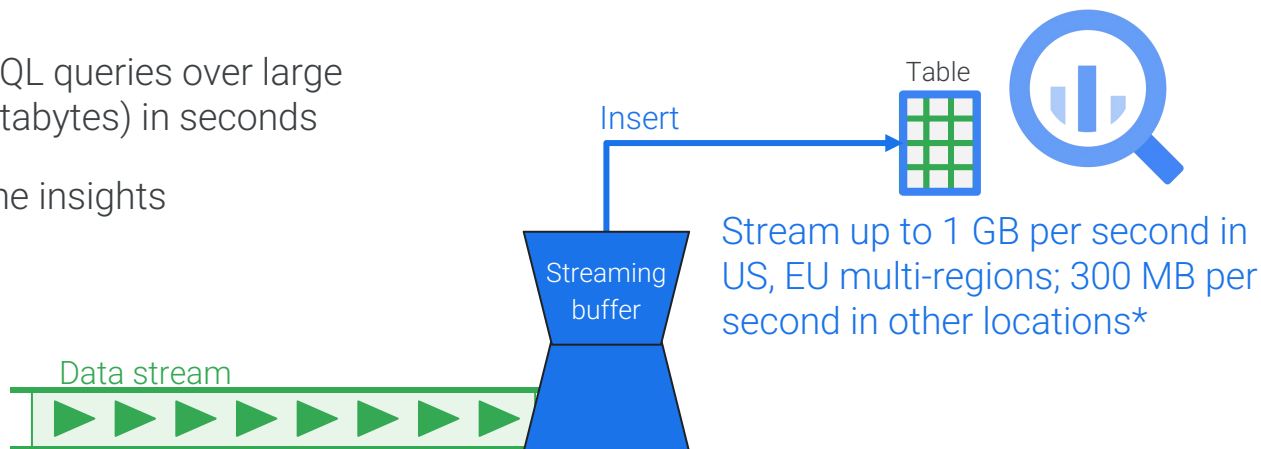 QL queries over large
tabytes) in seconds
ne insights
Insert
Table
Stream up to 1 GB per second in
US, EU multi-regions; 300 MB per
second in other locations*
Streaming
buffer
Data stream